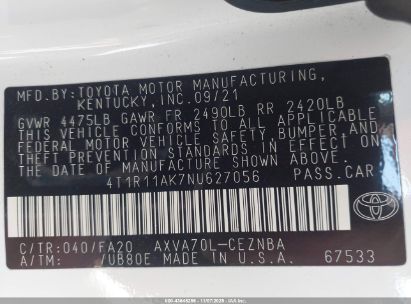 MFD.BY:TOYOTA MOTOR MANUFACTURING,
KENTUCKY, INC. 09/21
GVWR 4475LB GAWR FR 2490LB RR 2420LB
THIS VEHICLE CONFORMS TO ALL APPLICABLE
FEDERAL MOTOR VEHICLE SAFETY BUMPER, AND
THEFT PREVENTION STANDARDS IN EFFECT ON
THE DATE OF MANUFACTURE SHOWN ABOVE.
4T1R11AK7NU627056 PASS.CAR
C/TR:040/FA20 AXVA70L-CEZNBA
A/TM: /UB80E MADE IN U.S.A.
TOYOTA
67533